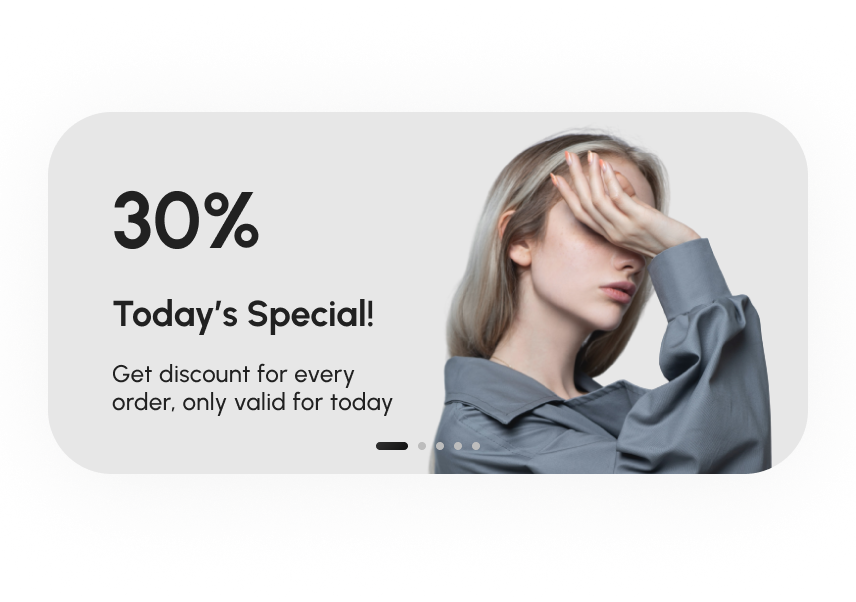 30%
Today’s Special!
Get discount for every
order, only valid for today